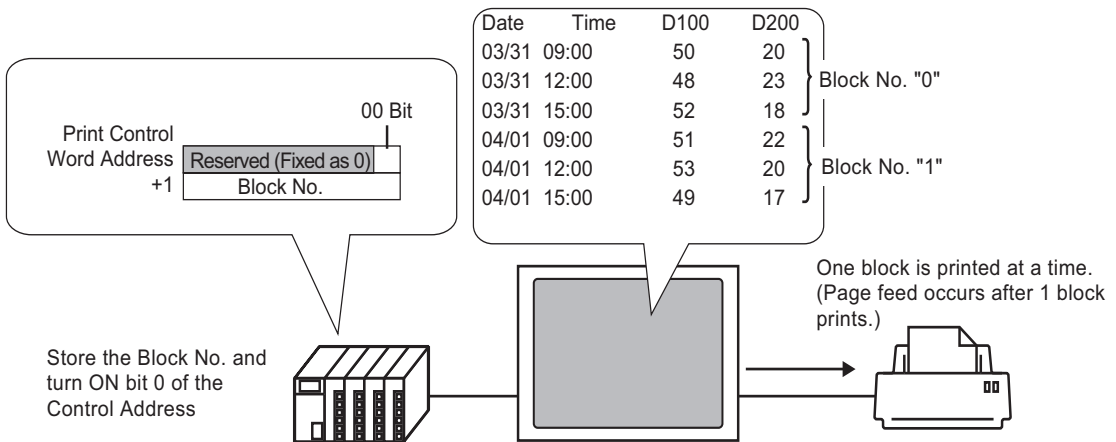 Date Time D100 D200
03/31 09:00 50 20
03/31 12:00 48 23
03/31 15:00 52 18
04/01 09:00 51 22
04/01 12:00 53 20
04/01 15:00 49 17
Block No. "0"
Block No. "1"
00 Bit
Print Control
Word Address
+1
Reserved (Fixed as 0)
Block No.
One block is printed at a time.
(Page feed occurs after 1 block
prints.)
Store the Block No. and
turn ON bit 0 of the
Control Address